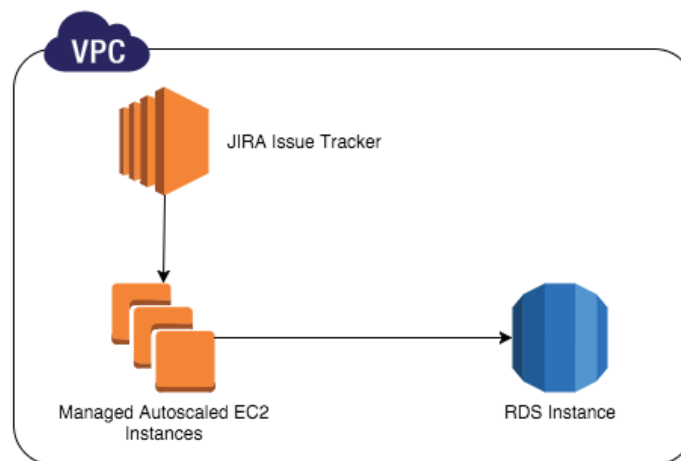 VPC
JIRA Issue Tracker
Managed Autoscaled EC2
Instances
RDS Instance